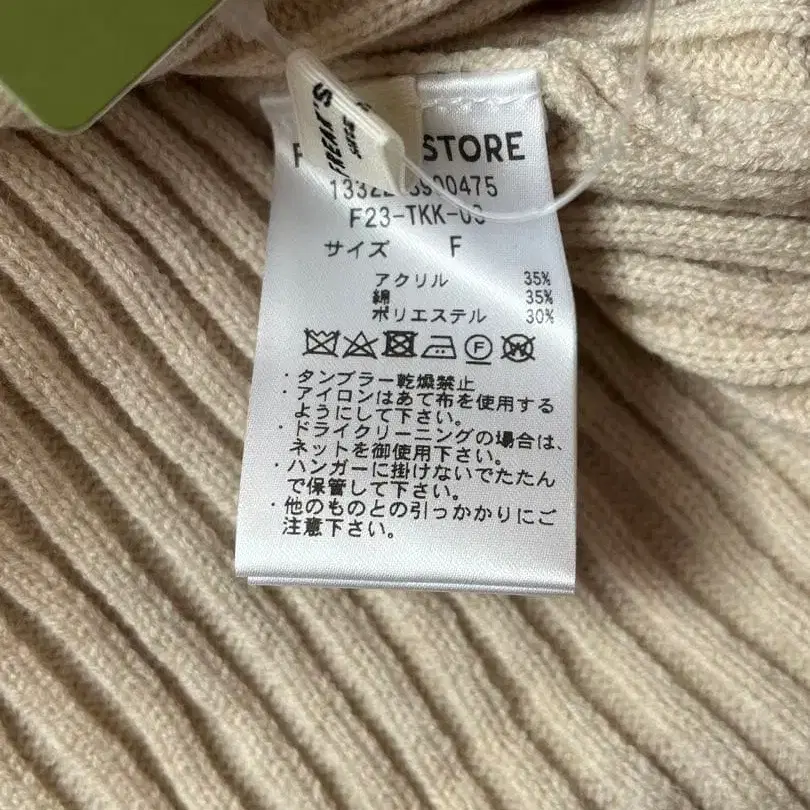 FREAK'S
STORE
F23-TKK-
サイズ F
アクリル 35%
綿 35%
ポリエステル 30%
・タンブラー乾燥禁止
・アイロンはあて布を使用する
ようにして下さい。
・ドライクリーニングの場合は、
ネットを御使用下さい。
・ハンガーに掛けないでたたん
で保管して下さい。
・他のものとの引っかかりにご
注意下さい。